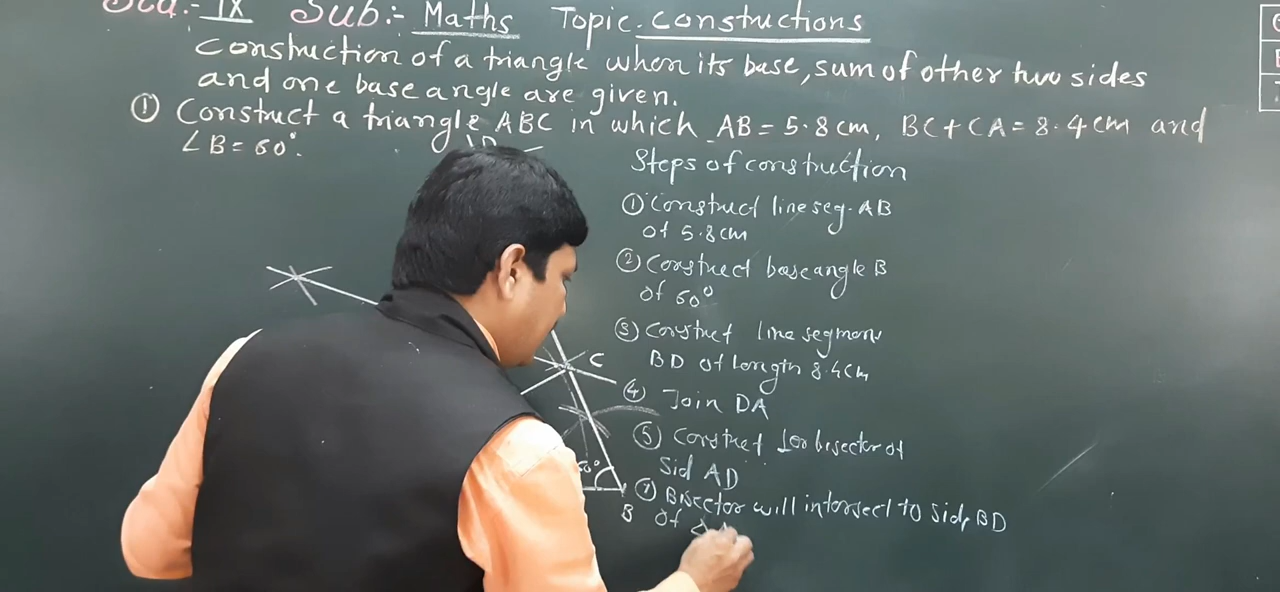 Std:- IX Sub:- Maths Topic. Constructions
Construction of a triangle when its base, sum of other two sides
and one base angle are given.
① Construct a triangle ABC in which AB = 5.8 cm, BC + CA = 8.4 cm and
∠B = 60°.
D
Steps of construction
① Construct line seg. AB
of 5.8 cm
② Construct base angle B
of 60°
③ Construct line segment
BD of length 8.4 cm
C
④ Join DA
⑤ Construct ⊥or bisector of
Sid AD
60°
⑦ Bisector will intersect to side BD
B
of Δ